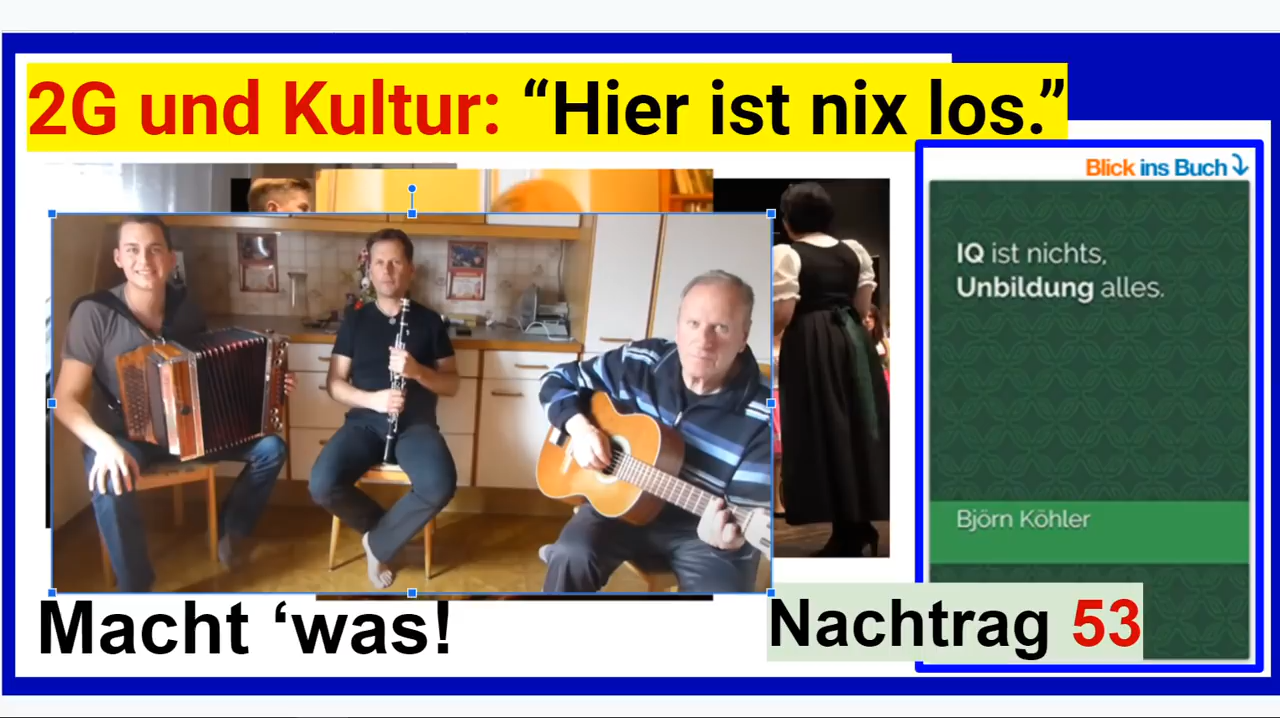 2G und Kultur: “Hier ist nix los.”
Blick ins Buch
IQ ist nichts,
Unbildung alles.
Björn Köhler
Macht ‘was!
Nachtrag 53